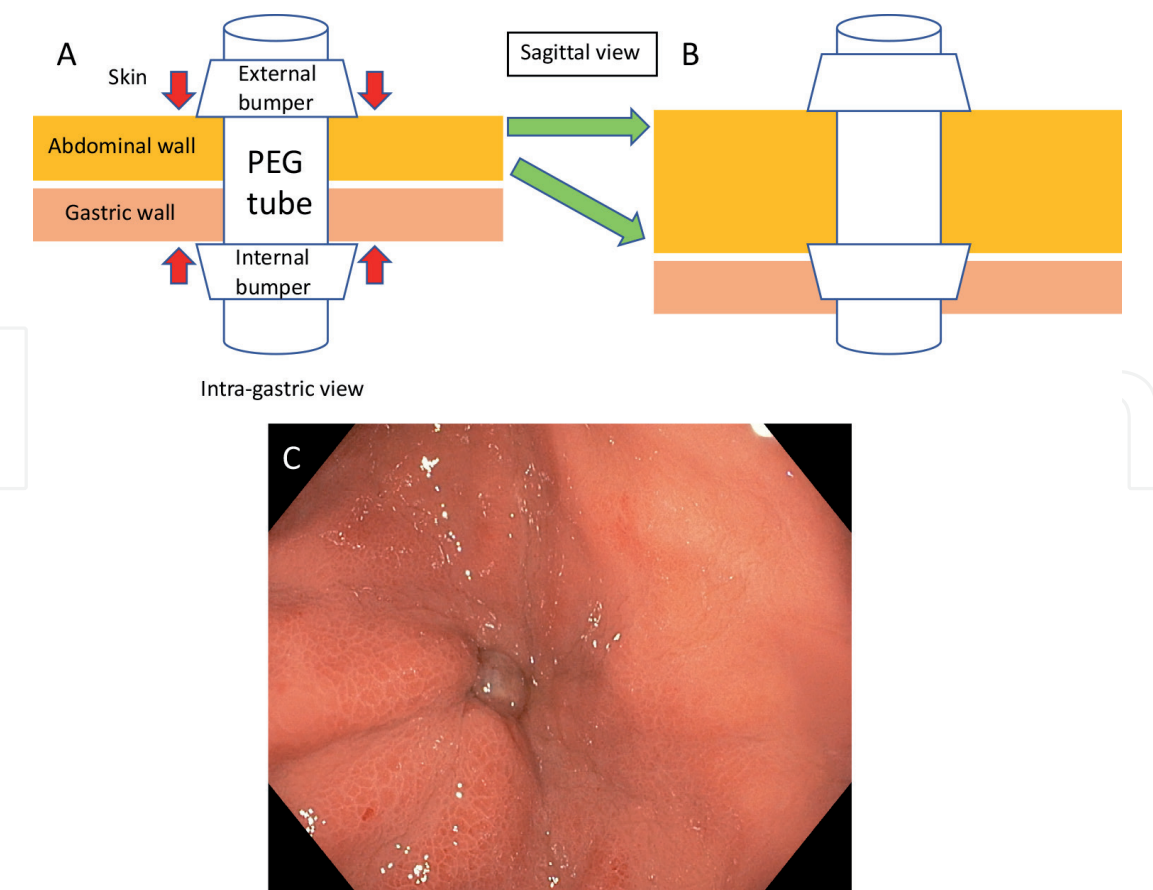 A
Skin
External
bumper
Sagittal view
B
Abdominal wall
PEG
tube
Gastric wall
Internal
bumper
Intra-gastric view
C